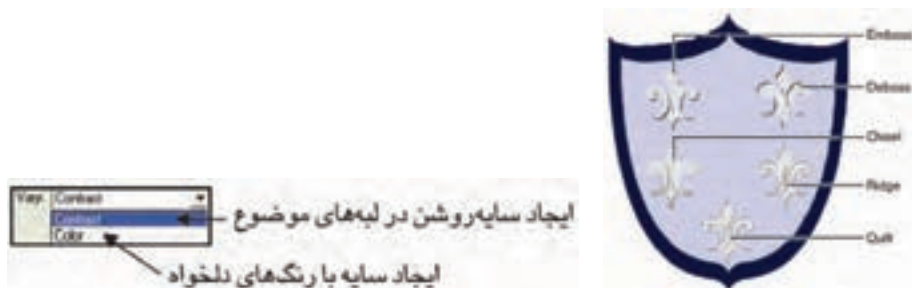 Emboss
Deboss
Chisel
Ridge
Quilt
Vary: Contrast
Contrast ایجاد سایه‌روشن در لبه‌های موضوع
Color
ایجاد سایه با رنگ‌های دلخواه